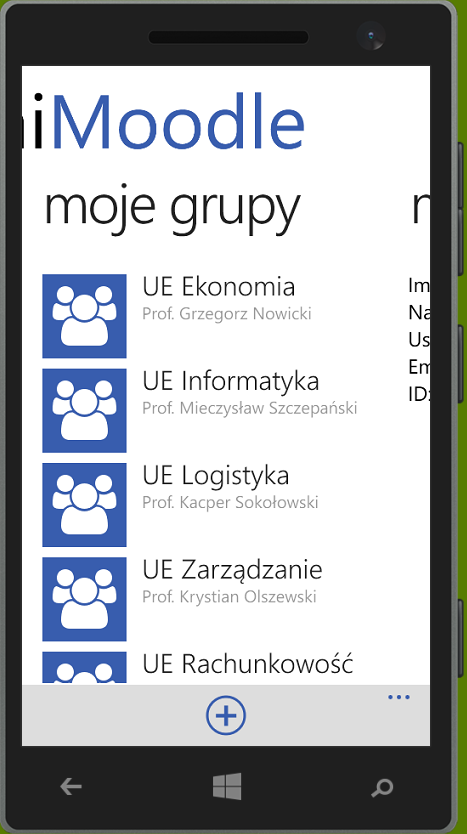 iMoodle
moje grupy
UE Ekonomia
Prof. Grzegorz Nowicki
UE Informatyka
Prof. Mieczysław Szczepański
UE Logistyka
Prof. Kacper Sokołowski
UE Zarządzanie
Prof. Krystian Olszewski
UE Rachunkowość
Im
Na
Us
Em
ID: